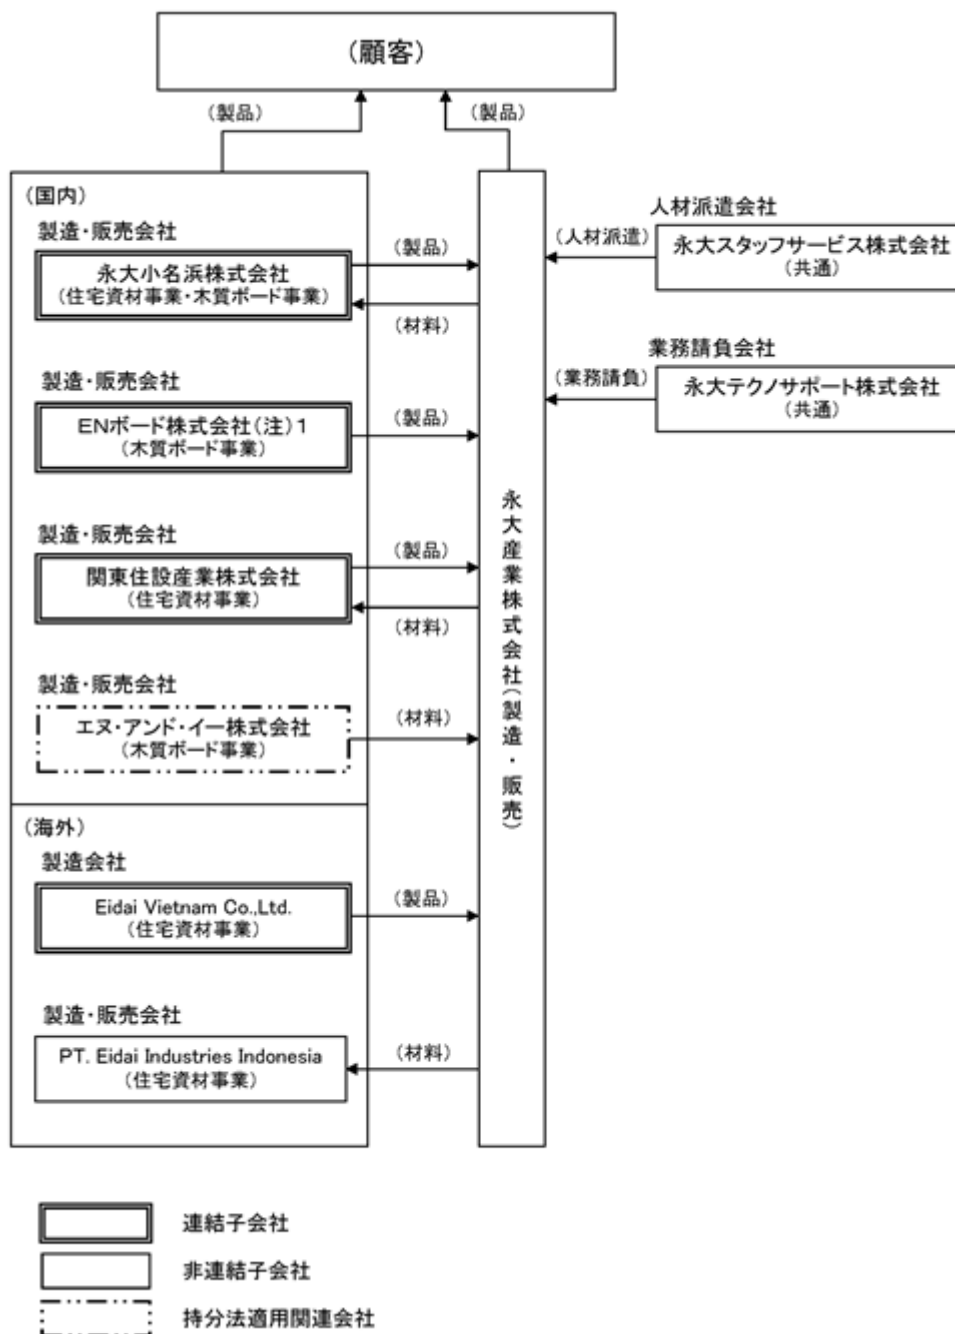 (顧客)
(製品)
(製品)
(国内)
製造・販売会社
永大小名浜株式会社
(住宅資材事業・木質ボード事業)
(製品)
(材料)
製造・販売会社
ENボード株式会社(注)1
(木質ボード事業)
(製品)
製造・販売会社
関東住設産業株式会社
(住宅資材事業)
(製品)
(材料)
製造・販売会社
エヌ・アンド・イー株式会社
(木質ボード事業)
(材料)
(海外)
製造会社
Eidai Vietnam Co.,Ltd.
(住宅資材事業)
(製品)
製造・販売会社
PT. Eidai Industries Indonesia
(住宅資材事業)
(材料)
永大産業株式会社(製造・販売)
人材派遣会社
(人材派遣)
永大スタッフサービス株式会社
(共通)
業務請負会社
(業務請負)
永大テクノサポート株式会社
(共通)
連結子会社
非連結子会社
持分法適用関連会社